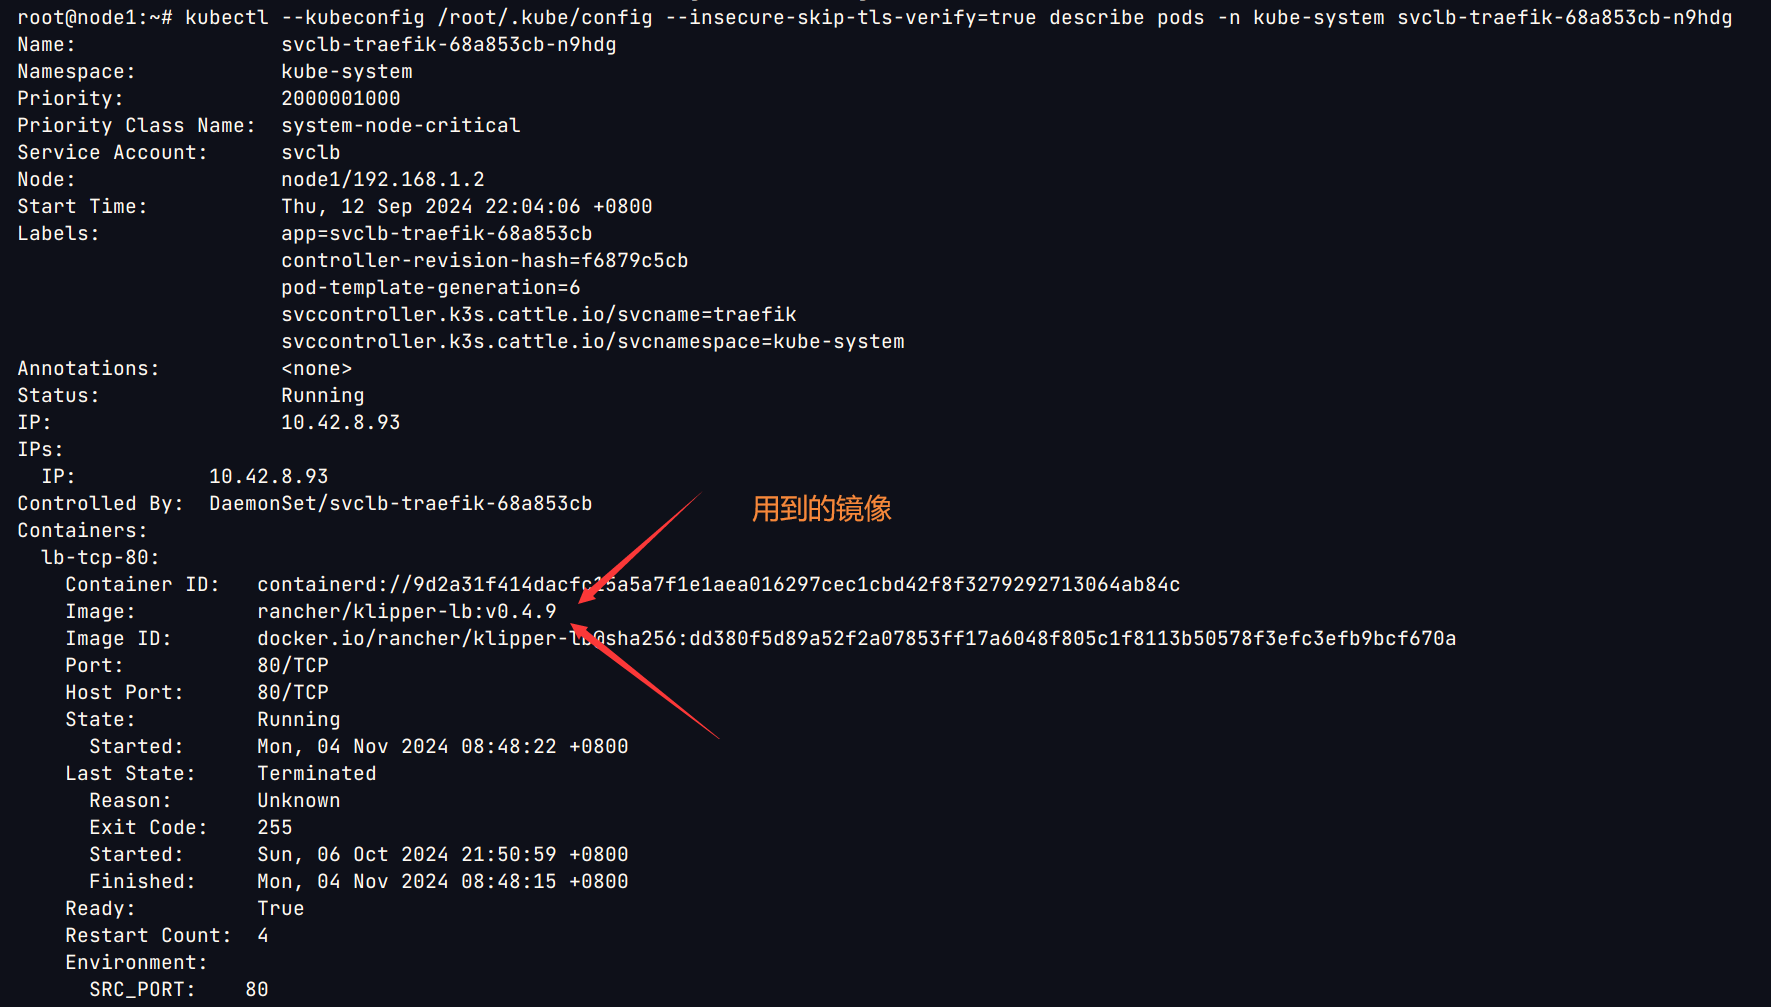 root@node1:~# kubectl --kubeconfig /root/.kube/config --insecure-skip-tls-verify=true describe pods -n kube-system svclb-traefik-68a853cb-n9hdg
Name:                 svclb-traefik-68a853cb-n9hdg
Namespace:            kube-system
Priority:             2000001000
Priority Class Name:  system-node-critical
Service Account:      svclb
Node:                 node1/192.168.1.2
Start Time:           Thu, 12 Sep 2024 22:04:06 +0800
Labels:               app=svclb-traefik-68a853cb
                      controller-revision-hash=f6879c5cb
                      pod-template-generation=6
                      svccontroller.k3s.cattle.io/svcname=traefik
                      svccontroller.k3s.cattle.io/svcnamespace=kube-system
Annotations:          <none>
Status:               Running
IP:                   10.42.8.93
IPs:
  IP:           10.42.8.93
Controlled By:  DaemonSet/svclb-traefik-68a853cb
用到的镜像
Containers:
  lb-tcp-80:
    Container ID:   containerd://9d2a31f414dacfc15a5a7f1e1aea016297cec1cbd42f8f3279292713064ab84c
    Image:          rancher/klipper-lb:v0.4.9
    Image ID:       docker.io/rancher/klipper-lb@sha256:dd380f5d89a52f2a07853ff17a6048f805c1f8113b50578f3efc3efb9bcf670a
    Port:           80/TCP
    Host Port:      80/TCP
    State:          Running
      Started:      Mon, 04 Nov 2024 08:48:22 +0800
    Last State:     Terminated
      Reason:       Unknown
      Exit Code:    255
      Started:      Sun, 06 Oct 2024 21:50:59 +0800
      Finished:     Mon, 04 Nov 2024 08:48:15 +0800
    Ready:          True
    Restart Count:  4
    Environment:
      SRC_PORT:    80